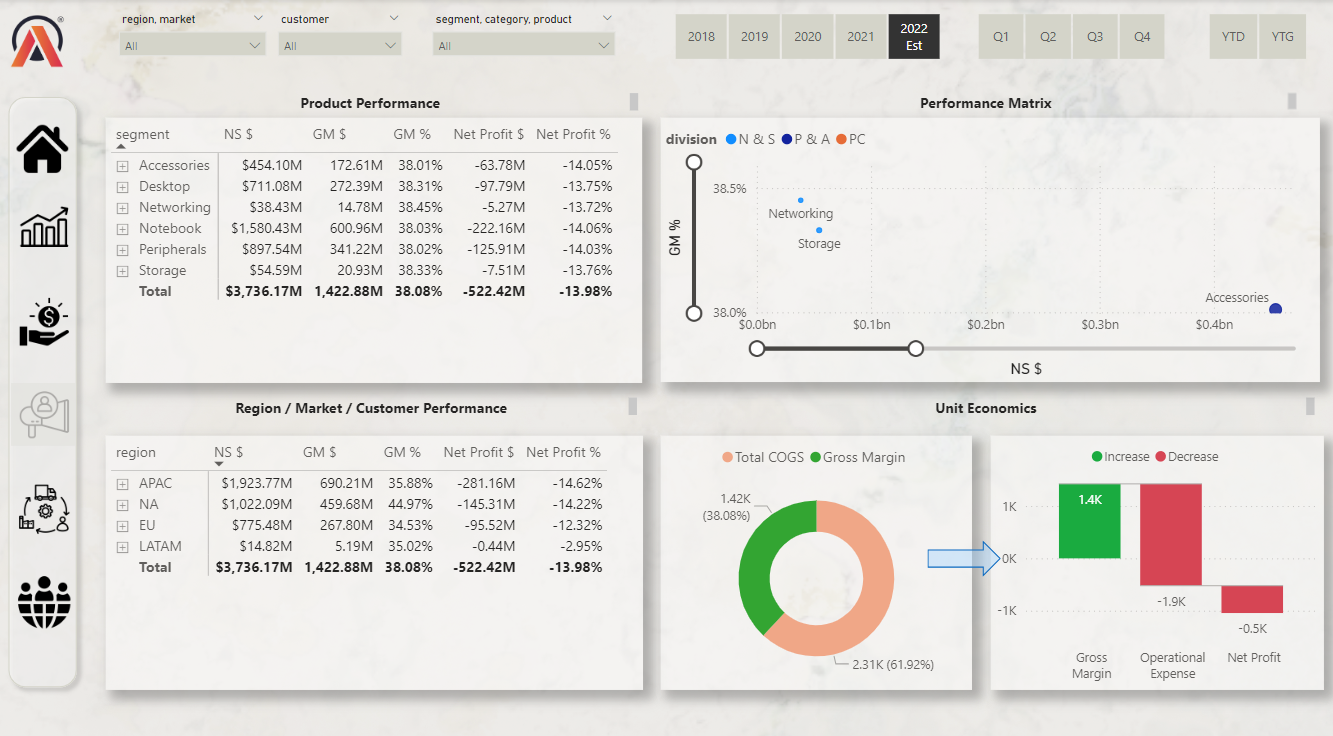 region, market
customer
segment, category, product
All
All
All
2018
2019
2020
2021
2022
Est
Q1
Q2
Q3
Q4
YTD
YTG
Product Performance
segment NS $ GM $ GM % Net Profit $ Net Profit %
Accessories $454.10M 172.61M 38.01% -63.78M -14.05%
Desktop $711.08M 272.39M 38.31% -97.79M -13.75%
Networking $38.43M 14.78M 38.45% -5.27M -13.72%
Notebook $1,580.43M 600.96M 38.03% -222.16M -14.06%
Peripherals $897.54M 341.22M 38.02% -125.91M -14.03%
Storage $54.59M 20.93M 38.33% -7.51M -13.76%
Total $3,736.17M 1,422.88M 38.08% -522.42M -13.98%
Performance Matrix
division N & S P & A PC
GM %
38.5%
Networking
Storage
Accessories
38.0%
$0.0bn $0.1bn $0.2bn $0.3bn $0.4bn
NS $
Region / Market / Customer Performance
region NS $ GM $ GM % Net Profit $ Net Profit %
APAC $1,923.77M 690.21M 35.88% -281.16M -14.62%
NA $1,022.09M 459.68M 44.97% -145.31M -14.22%
EU $775.48M 267.80M 34.53% -95.52M -12.32%
LATAM $14.82M 5.19M 35.02% -0.44M -2.95%
Total $3,736.17M 1,422.88M 38.08% -522.42M -13.98%
Unit Economics
Total COGS Gross Margin
1.42K
(38.08%)
2.31K (61.92%)
Increase Decrease
1K
0K
-1K
1.4K
-1.9K
-0.5K
Gross
Margin
Operational
Expense
Net Profit